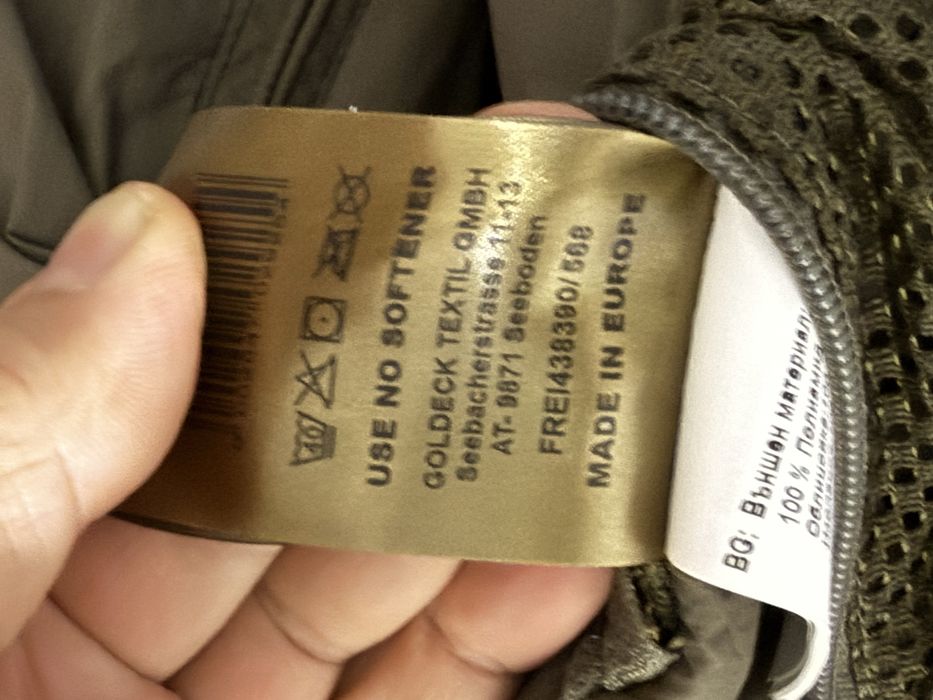 USE NO SOFTENER
GOLDECK TEXTIL GMBH
Seebacherstrasse 11-13
AT- 9871 Seeboden
FREI438390/568
MADE IN EUROPE
BG: Външен материал
100 % Полиамид